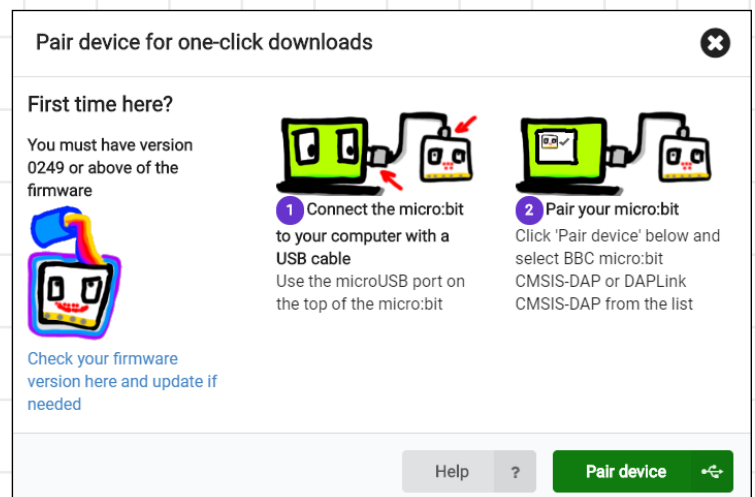 Pair device for one-click downloads
First time here?
You must have version
0249 or above of the
firmware
Check your firmware
version here and update if
needed
1 Connect the micro:bit
to your computer with a
USB cable
Use the microUSB port on
the top of the micro:bit
2 Pair your micro:bit
Click 'Pair device' below and
select BBC micro:bit
CMSIS-DAP or DAPLink
CMSIS-DAP from the list
Help ?
Pair device